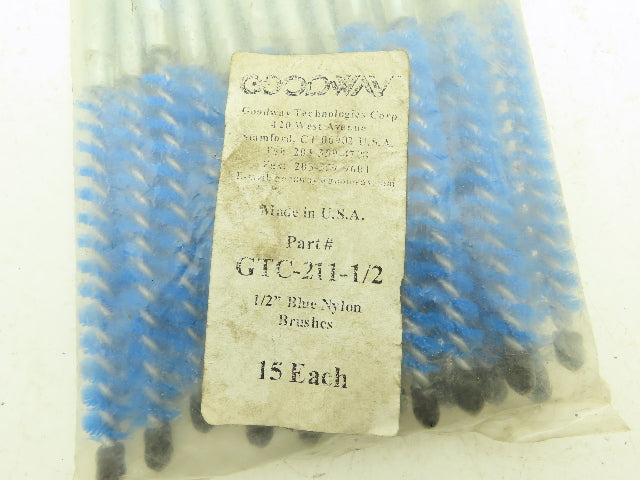 GOODWAY
Goodway Technologies Corp
420 West Avenue
Stamford, CT 06902 U.S.A.
Made in U.S.A.
Part#
GTC-211-1/2
1/2" Blue Nylon
Brushes
15 Each